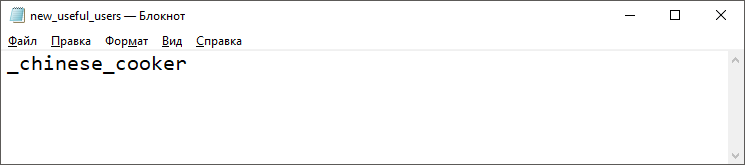 new_useful_users — Блокнот
Файл Правка Формат Вид Справка
_chinese_cooker